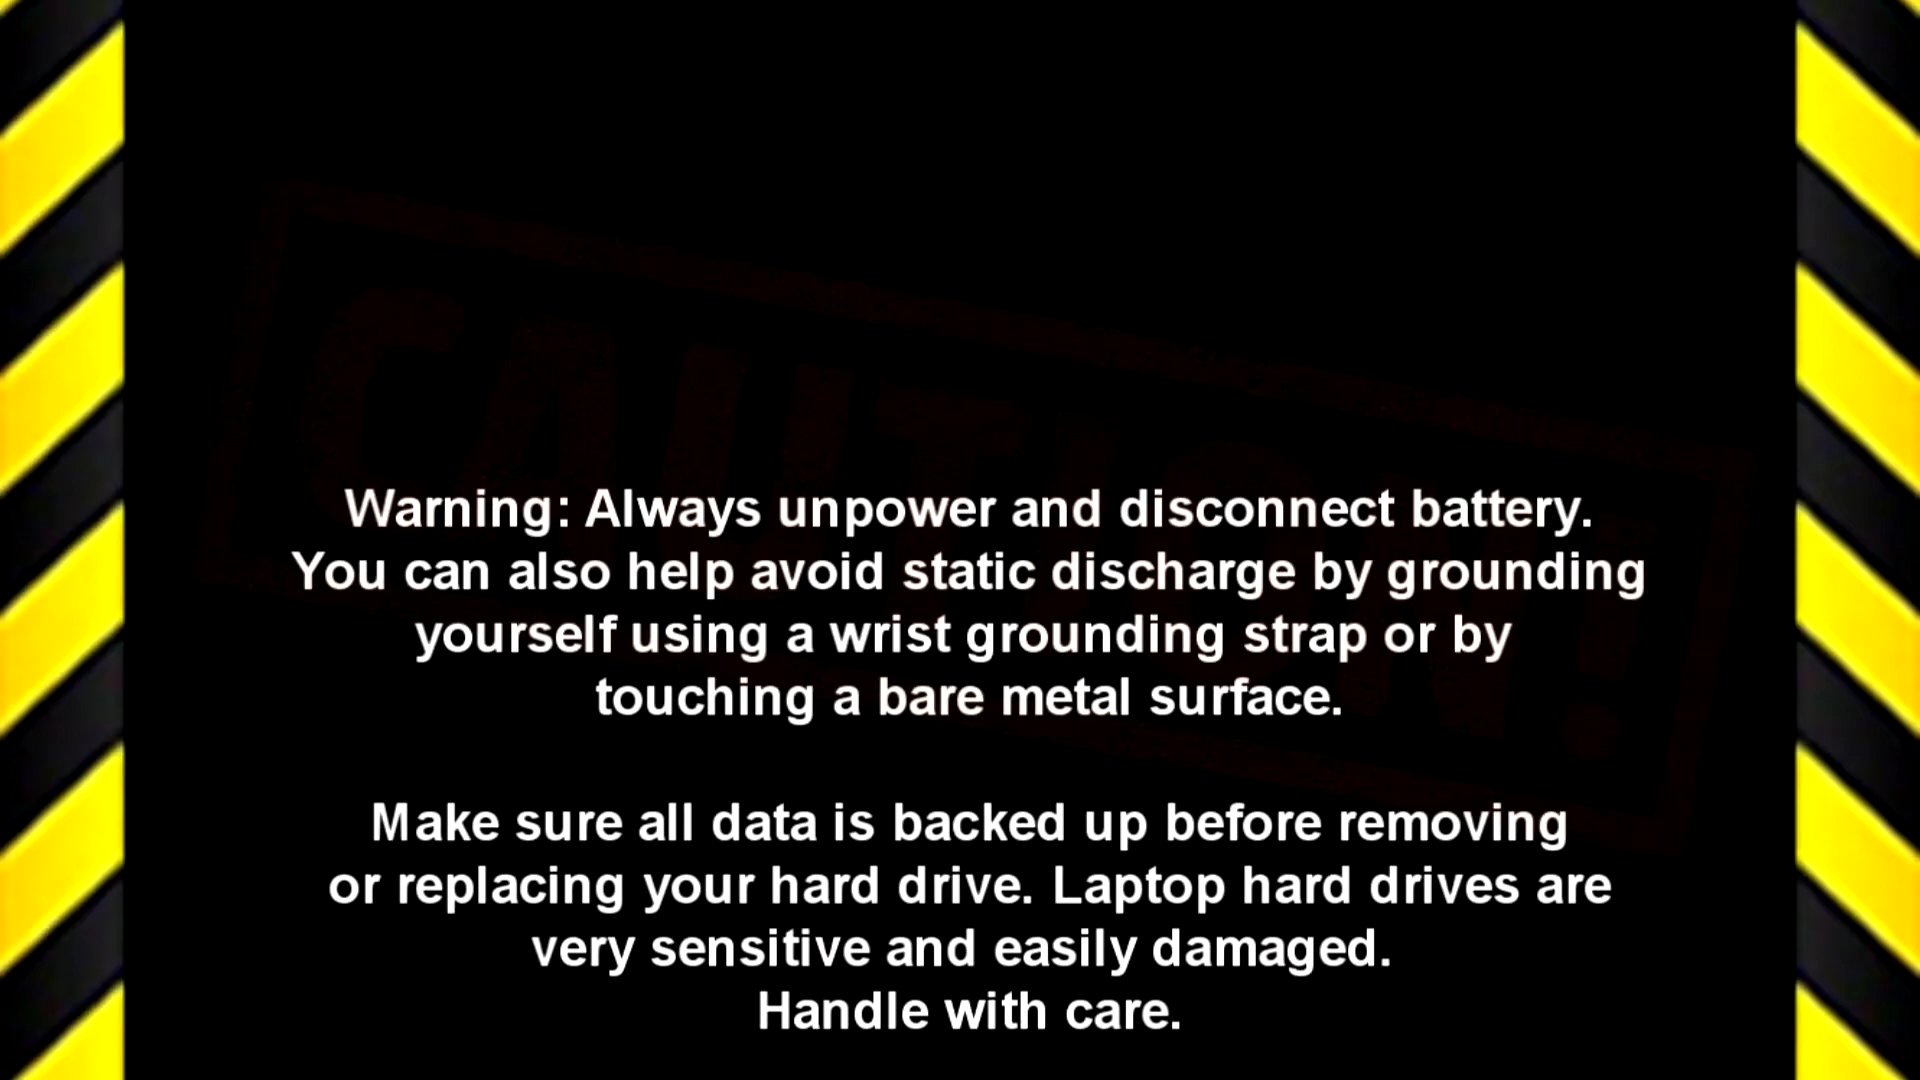 CAUTION!
Warning: Always unpower and disconnect battery.
You can also help avoid static discharge by grounding
yourself using a wrist grounding strap or by
touching a bare metal surface.
Make sure all data is backed up before removing
or replacing your hard drive. Laptop hard drives are
very sensitive and easily damaged.
Handle with care.